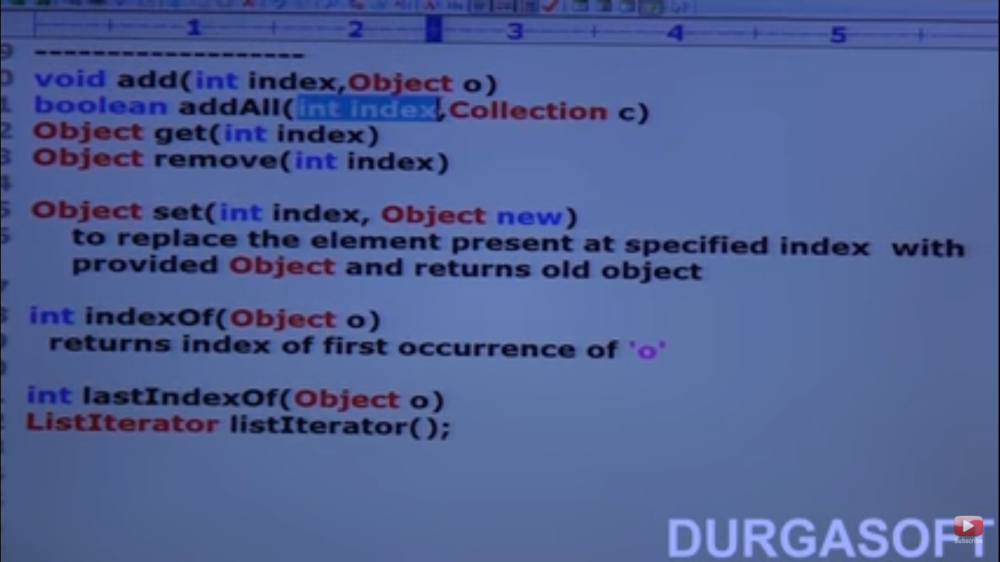 1 2 3 4 5
-------------------
void add(int index,Object o)
boolean addAll(int index,Collection c)
Object get(int index)
Object remove(int index)
Object set(int index, Object new)
to replace the element present at specified index with
provided Object and returns old object
int indexOf(Object o)
returns index of first occurrence of 'o'
int lastIndexOf(Object o)
ListIterator listIterator();
DURGASOFT
Subscribe